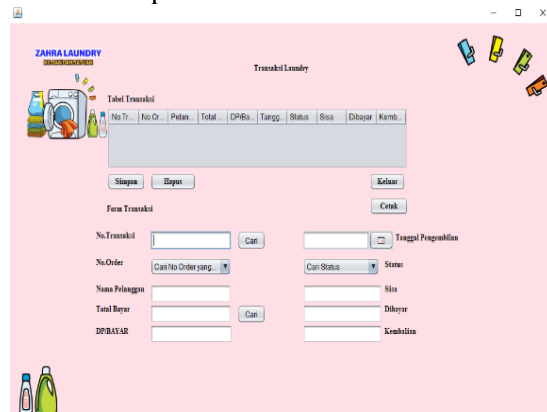 ZAHRA LAUNDRY
Transaksi Laundry
Tabel Transaksi
No.Tr... No.Or... Pelan... Total ... DP/Ba... Tangg... Status Sisa Dibayar Kemb...
Simpan Hapus Keluar
Cetak
Form Transaksi
No.Transaksi Cari Tanggal Pengembilan
No.Order Cari No Order yang... Cari Status Status
Nama Pelanggan Sisa
Total Bayar Cari Dibayar
DP/BAYAR Kembalian